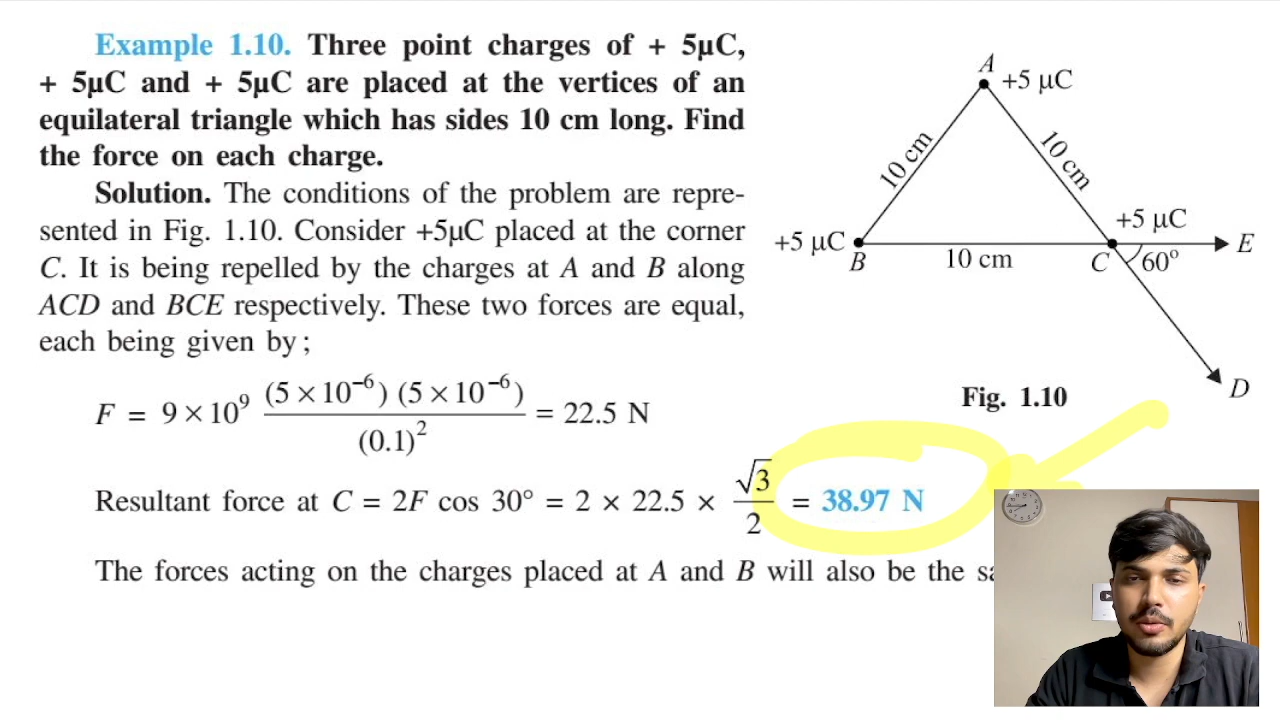 Example 1.10. Three point charges of + 5μC,
+ 5μC and + 5μC are placed at the vertices of an
equilateral triangle which has sides 10 cm long. Find
the force on each charge.
Solution. The conditions of the problem are repre-
sented in Fig. 1.10. Consider +5μC placed at the corner
C. It is being repelled by the charges at A and B along
ACD and BCE respectively. These two forces are equal,
each being given by ;
F = 9 × 10⁹ (5 × 10⁻⁶) (5 × 10⁻⁶) / (0.1)² = 22.5 N
Resultant force at C = 2F cos 30° = 2 × 22.5 × √3/2 = 38.97 N
The forces acting on the charges placed at A and B will also be the
A
+5 μC
10 cm
10 cm
+5 μC
+5 μC
B
10 cm
C
60°
E
D
Fig. 1.10